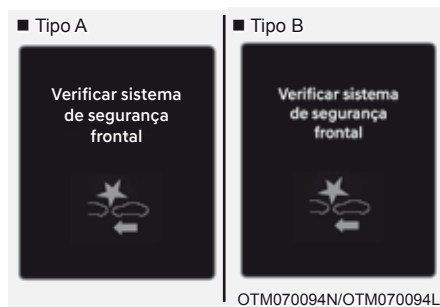 ■ Tipo A
Verificar sistema
de segurança
frontal
■ Tipo B
Verificar sistema
de segurança
frontal
OTM070094N/OTM070094L